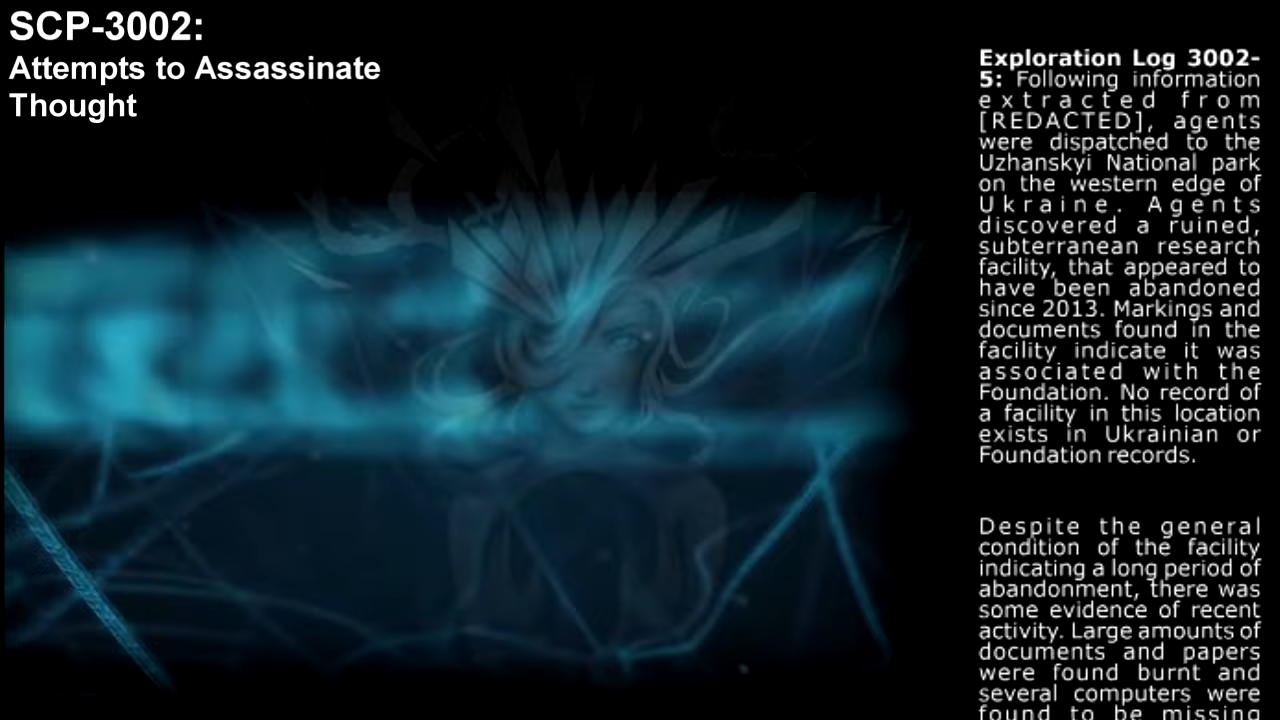 SCP-3002:
Attempts to Assassinate
Thought
Exploration Log 3002-
5: Following information
extracted from
[REDACTED], agents
were dispatched to the
Uzhanskyi National park
on the western edge of
Ukraine. Agents
discovered a ruined,
subterranean research
facility, that appeared to
have been abandoned
since 2013. Markings and
documents found in the
facility indicate it was
associated with the
Foundation. No record of
a facility in this location
exists in Ukrainian or
Foundation records.
Despite the general
condition of the facility
indicating a long period of
abandonment, there was
some evidence of recent
activity. Large amounts of
documents and papers
were found burnt and
several computers were
found to be missing